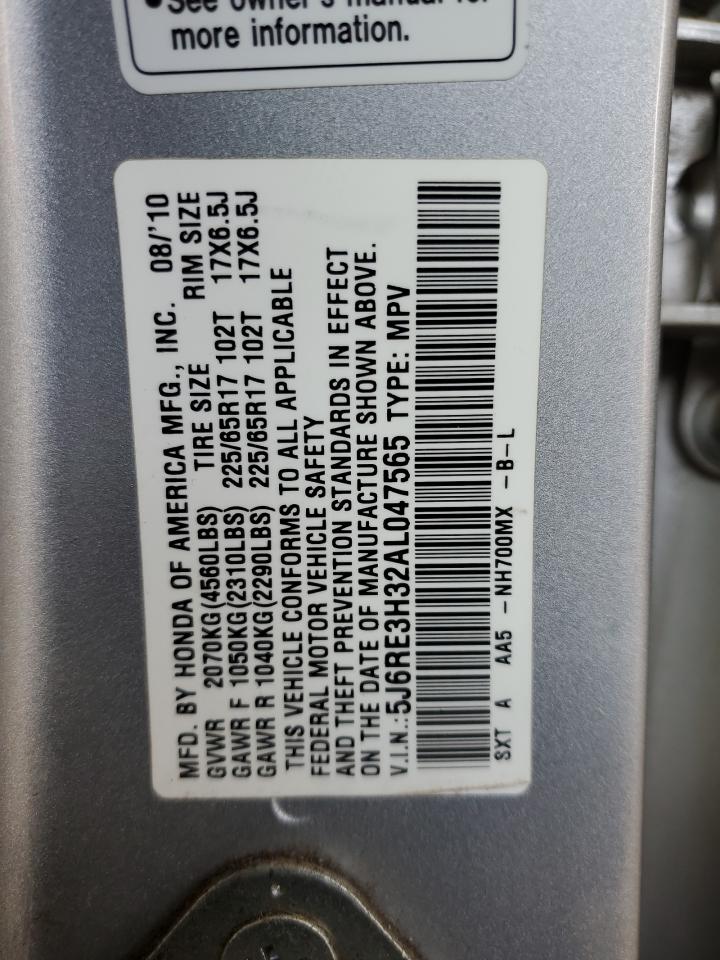 •See owner's manual for
more information.
MFD. BY HONDA OF AMERICA MFG., INC. 08/'10
GVWR 2070KG(4560LBS) TIRE SIZE RIM SIZE
GAWR F 1050KG(2310LBS) 225/65R17 102T 17X6.5J
GAWR R 1040KG(2290LBS) 225/65R17 102T 17X6.5J
THIS VEHICLE CONFORMS TO ALL APPLICABLE
FEDERAL MOTOR VEHICLE SAFETY
AND THEFT PREVENTION STANDARDS IN EFFECT
ON THE DATE OF MANUFACTURE SHOWN ABOVE.
V.I.N.:5J6RE3H32AL047565 TYPE: MPV
SXT A AA5 -NH700MX -B-L